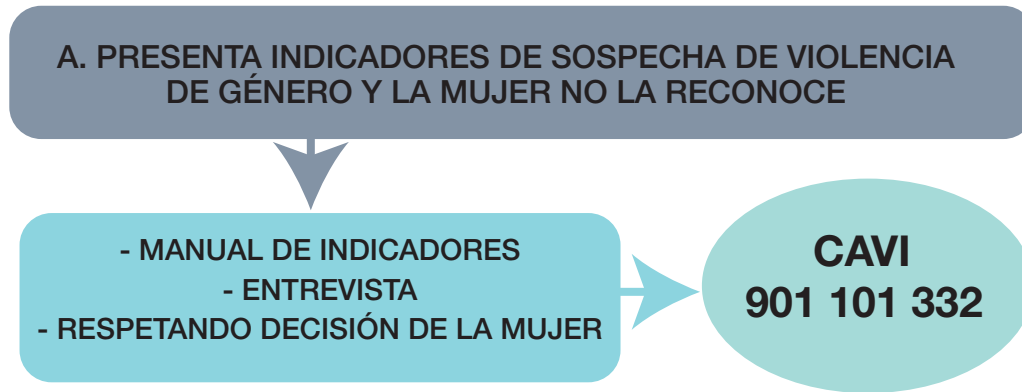 A. PRESENTA INDICADORES DE SOSPECHA DE VIOLENCIA
DE GÉNERO Y LA MUJER NO LA RECONOCE
- MANUAL DE INDICADORES
- ENTREVISTA
- RESPETANDO DECISIÓN DE LA MUJER
CAVI
901 101 332